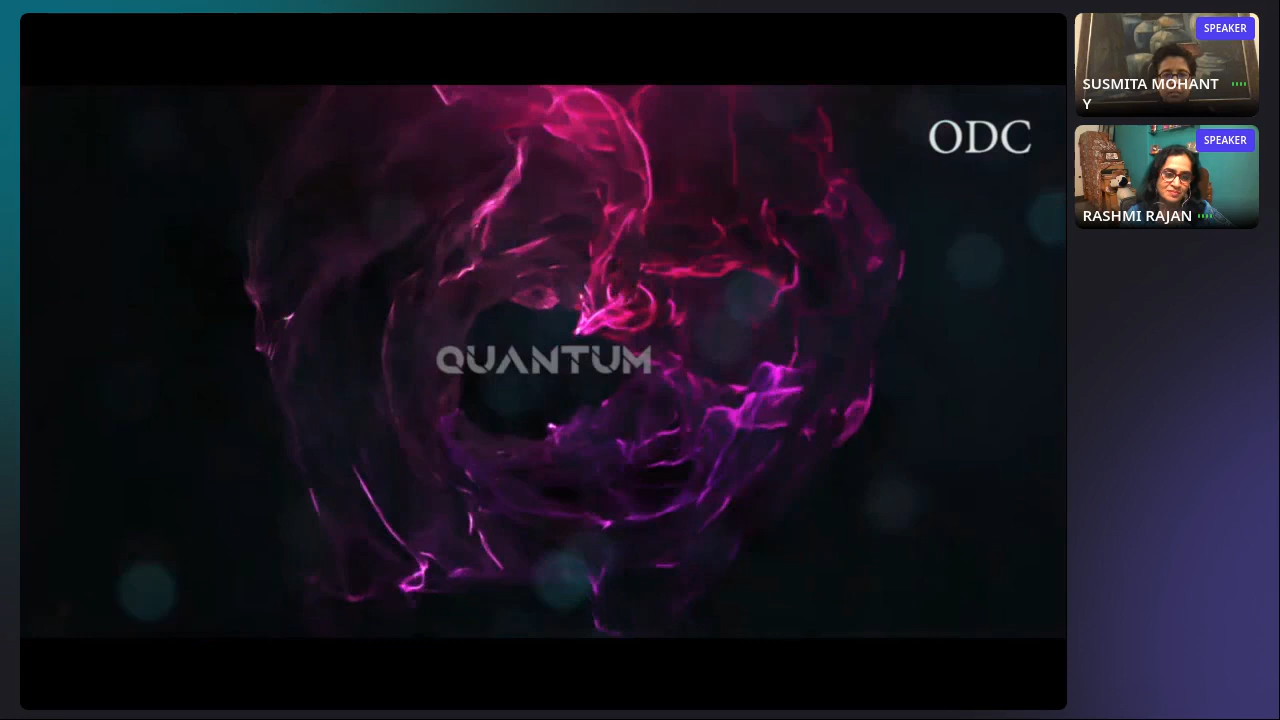 ODC
QUANTUM
SPEAKER
SUSMITA MOHANT
Y
SPEAKER
RASHMI RAJAN